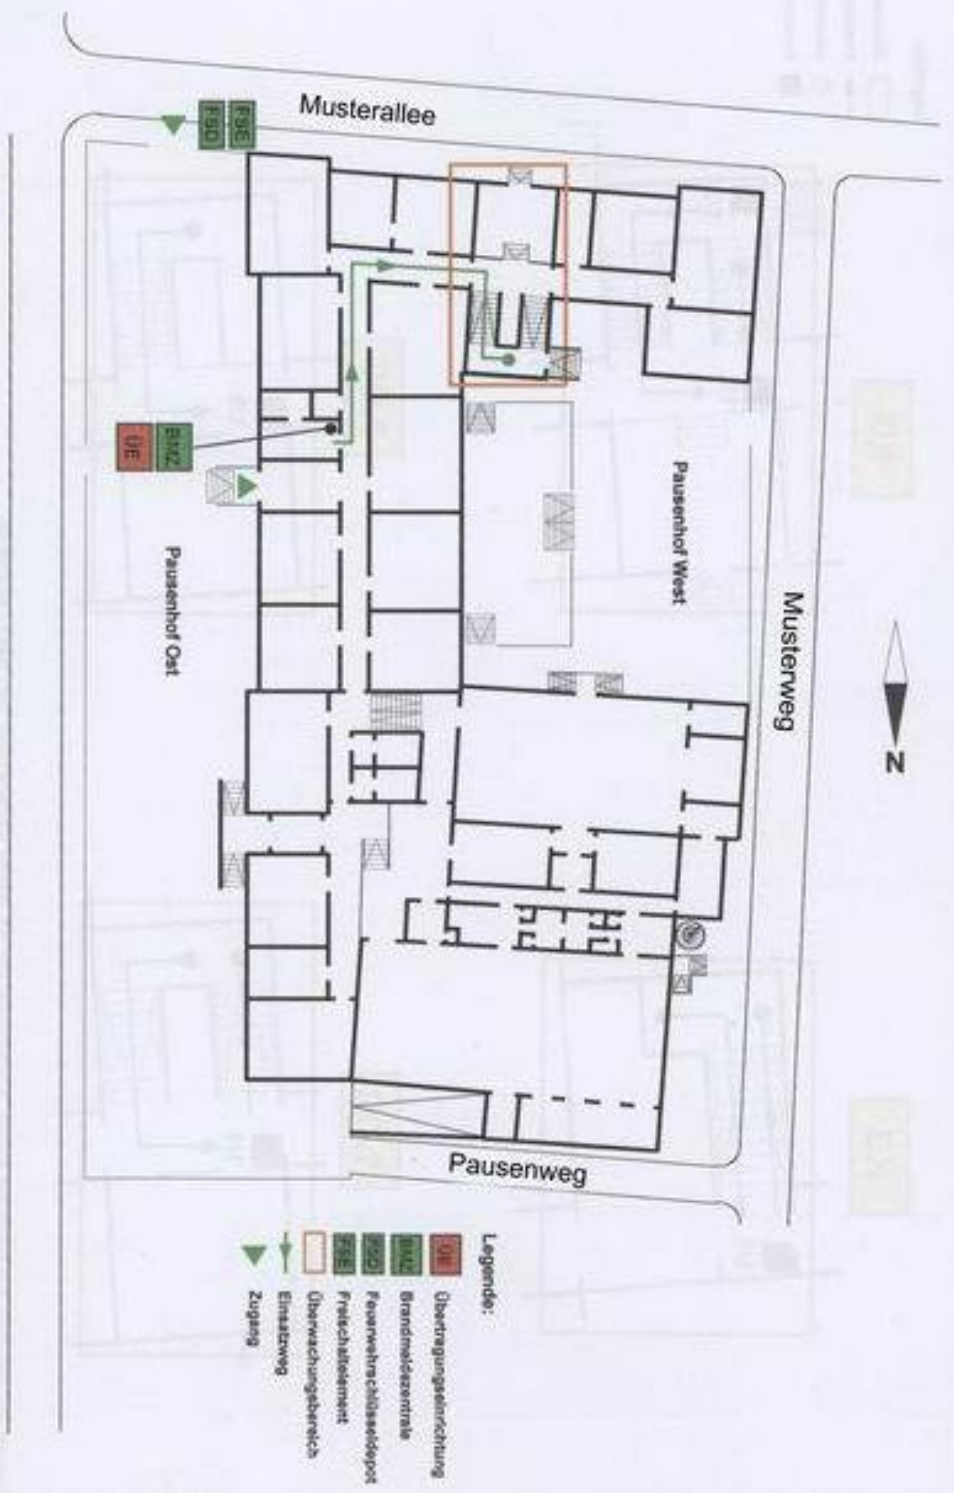 Musterallee
FSD
FSE
Pausenhof West
Musterweg
BMZ
ÜE
Pausenhof Ost
N
Pausenweg
Legende:
ÜE Übertragungseinrichtung
BMZ Brandmeldezentrale
FSD Feuerwehrschlüsseldepot
FSE Freischaltelement
Überwachungsbereich
Einsatzweg
Zugang